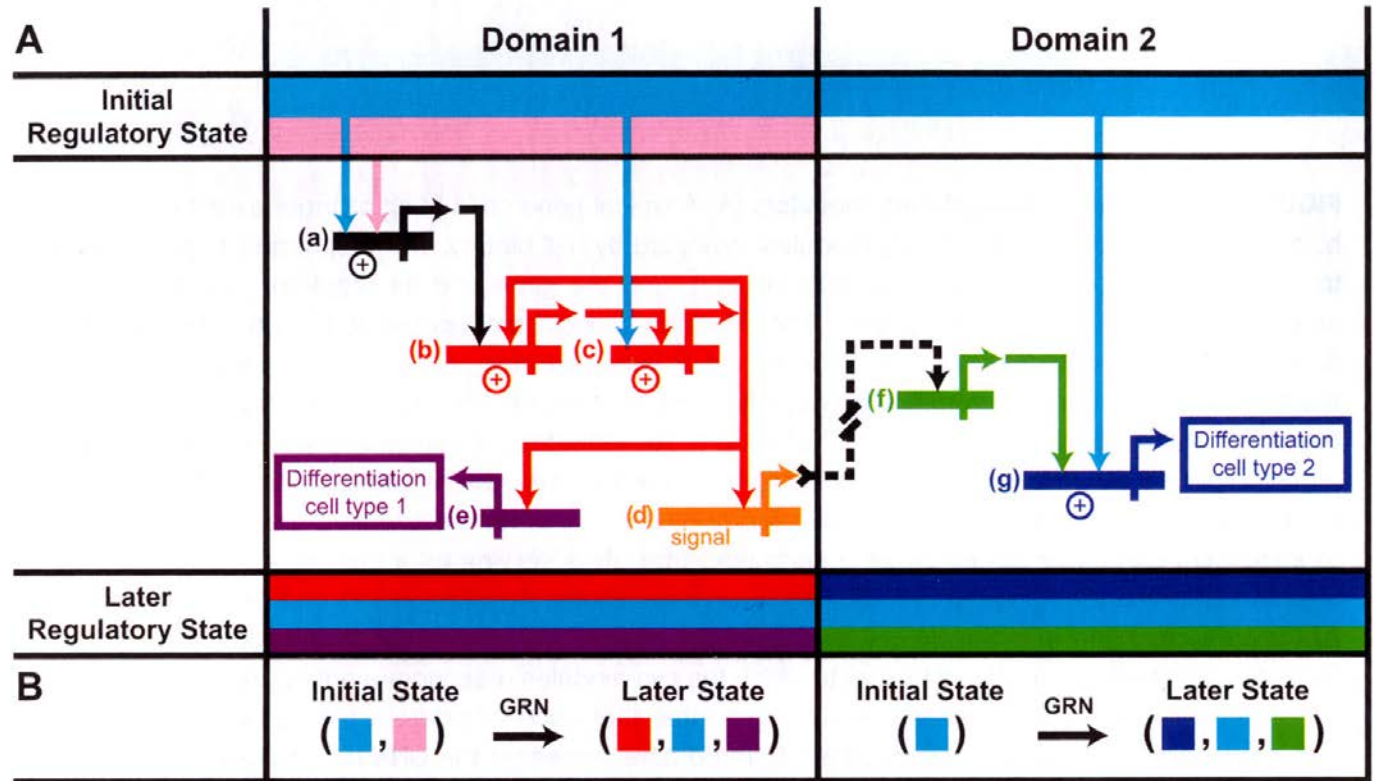 A
Domain 1
Domain 2
Initial
Regulatory State
(a)
+
(b)
+
(c)
+
(f)
Differentiation
cell type 1
(e)
(d)
signal
(g)
+
Differentiation
cell type 2
Later
Regulatory State
B
Initial State
GRN
Later State
( , )
( , , )
Initial State
GRN
Later State
( )
( , , )